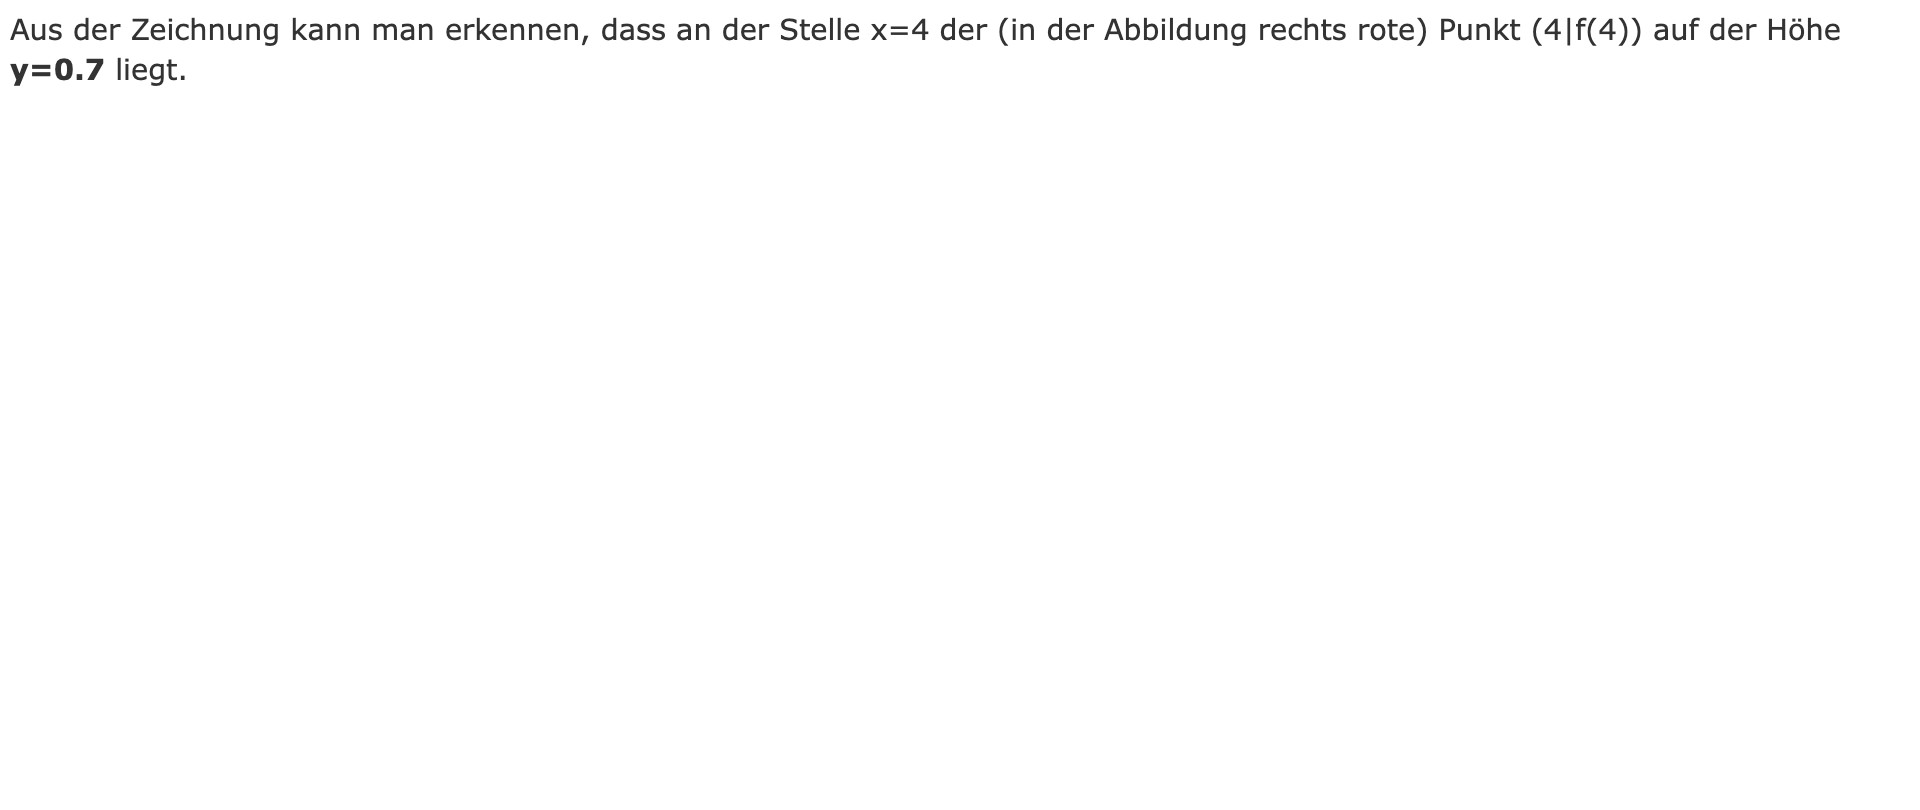 Aus der Zeichnung kann man erkennen, dass an der Stelle x=4 der (in der Abbildung rechts rote) Punkt (4|f(4)) auf der Höhe
y=0.7 liegt.